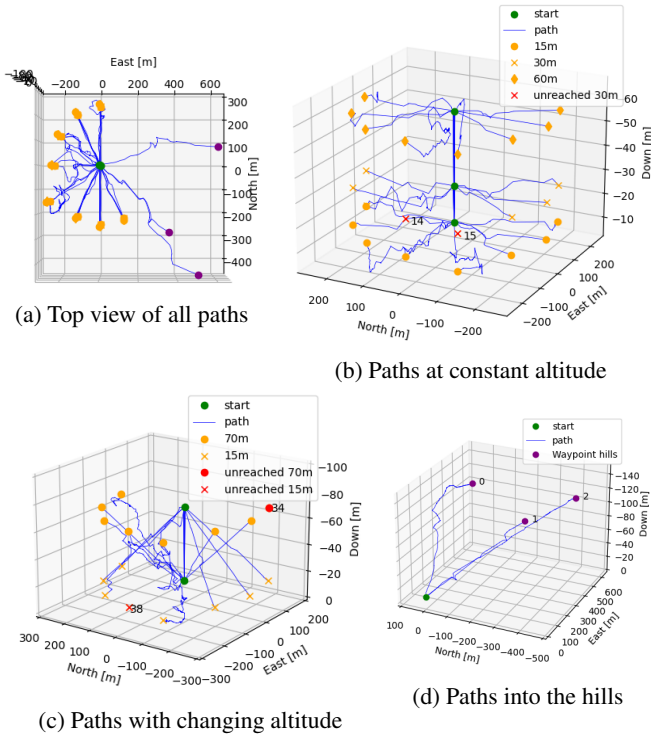 East [m]
−200 0 200 400 600
300
200
100
0
−100
−200
−300
−400
North [m]
(a) Top view of all paths
start
path
15m
30m
60m
unreached 30m
14
15
−60
−50
−40
−30
−20
−10
Down [m]
200
100
0
−100
−200
North [m]
200
100
0
−100
−200
East [m]
(b) Paths at constant altitude
start
path
70m
15m
unreached 70m
unreached 15m
34
38
−100
−80
−60
−40
−20
0
Down [m]
300
200
100
0
−100
−200
−300
North [m]
200
100
0
−100
−200
−300
East [m]
(c) Paths with changing altitude
start
path
Waypoint hills
0
1
2
−140
−120
−100
−80
−60
−40
−20
0
Down [m]
100
0
−100
−200
−300
−400
−500
North [m]
600
500
400
300
200
100
0
East [m]
(d) Paths into the hills